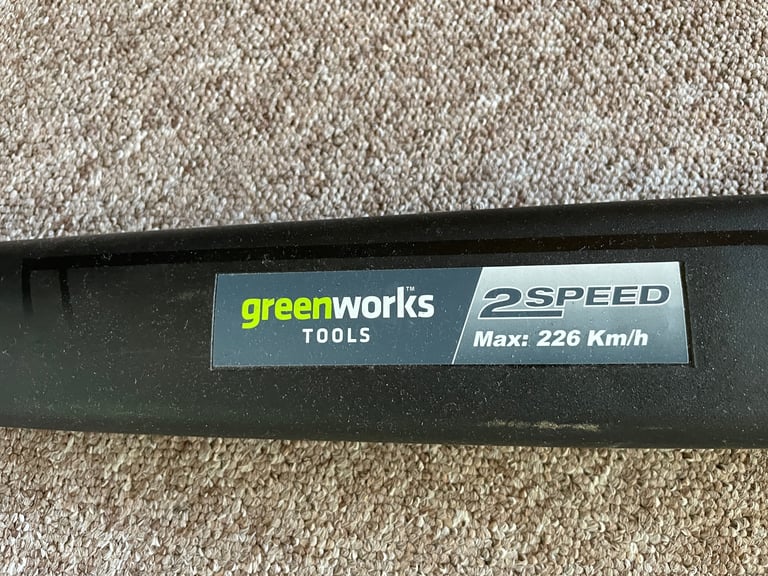 greenworks™
TOOLS
2SPEED
Max: 226 Km/h